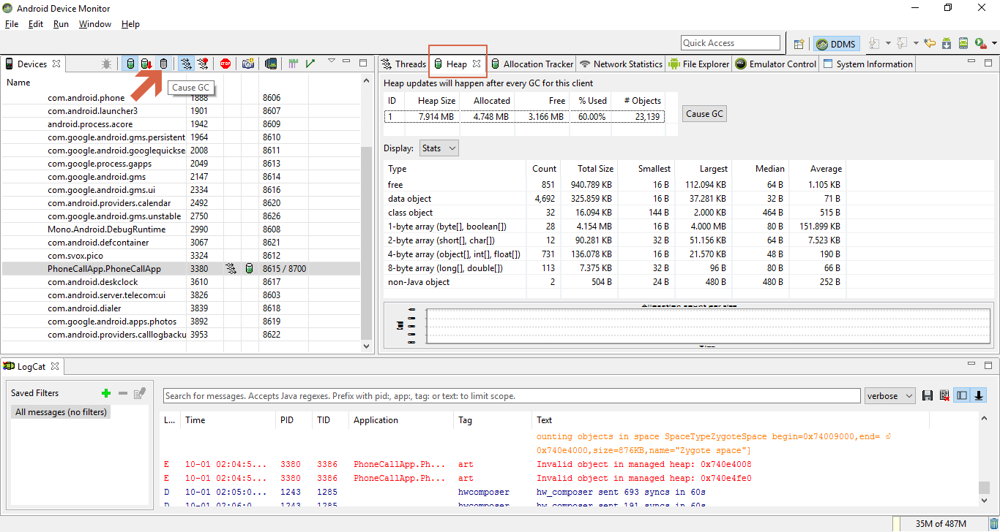 Android Device Monitor
File Edit Run Window Help
Quick Access
DDMS
Devices
Threads Heap Allocation Tracker Network Statistics File Explorer Emulator Control System Information
Cause GC
Name
com.android.phone 1888 8606
com.android.launcher3 1901 8607
android.process.acore 1942 8609
com.google.android.gms.persistent 1964 8610
com.google.android.googlequickse 2008 8611
com.google.process.gapps 2049 8613
com.google.android.gms 2147 8614
com.google.android.gms.ui 2334 8616
com.android.providers.calendar 2492 8620
com.google.android.gms.unstable 2750 8626
Mono.Android.DebugRuntime 2990 8608
com.android.defcontainer 3067 8621
com.svox.pico 3324 8612
PhoneCallApp.PhoneCallApp 3380 8615 / 8700
com.android.deskclock 3610 8617
com.android.server.telecom:ui 3826 8603
com.android.dialer 3839 8618
com.google.android.apps.photos 3892 8619
com.android.providers.calllogbacku 3953 8622
Heap updates will happen after every GC for this client
ID Heap Size Allocated Free % Used # Objects
1 7.914 MB 4.748 MB 3.166 MB 60.00% 23,139
Cause GC
Display: Stats
Type Count Total Size Smallest Largest Median Average
free 851 940.789 KB 16 B 112.094 KB 64 B 1.105 KB
data object 4,692 325.859 KB 16 B 37.281 KB 32 B 71 B
class object 32 16.094 KB 144 B 2.000 KB 464 B 515 B
1-byte array (byte[], boolean[]) 28 4.154 MB 16 B 4.000 MB 80 B 151.899 KB
2-byte array (short[], char[]) 12 90.281 KB 32 B 51.156 KB 64 B 7.523 KB
4-byte array (object[], int[], float[]) 731 136.078 KB 16 B 21.570 KB 48 B 190 B
8-byte array (long[], double[]) 113 7.375 KB 32 B 96 B 80 B 66 B
non-Java object 2 504 B 24 B 480 B 480 B 252 B
LogCat
Saved Filters
All messages (no filters)
Search for messages. Accepts Java regexes. Prefix with pid:, app:, tag: or text: to limit scope.
verbose
L... Time PID TID Application Tag Text
ounting objects in space SpaceTypeZygoteSpace begin=0x74009000,end=
0x740e4000,size=876KB,name="Zygote space"]
E 10-01 02:04:5... 3380 3386 PhoneCallApp.Ph... art Invalid object in managed heap: 0x740e4008
E 10-01 02:04:5... 3380 3386 PhoneCallApp.Ph... art Invalid object in managed heap: 0x740e4fe0
D 10-01 02:05:0... 1243 1285 hwcomposer hw_composer sent 693 syncs in 60s
D 10-01 02:06:0... 1243 1285 hwcomposer hw_composer sent 191 syncs in 60s
35M of 487M